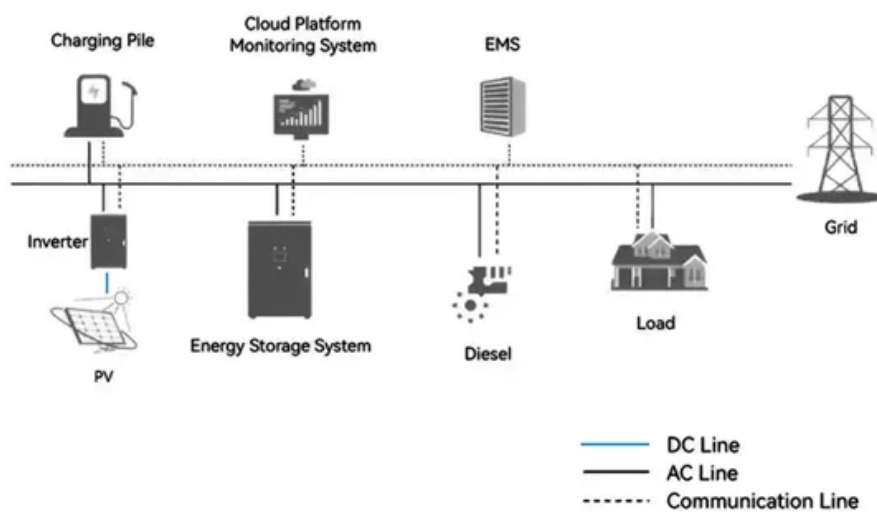 Charging Pile
Cloud Platform
Monitoring System
EMS
Grid
Inverter
PV
Energy Storage System
Diesel
Load
DC Line
AC Line
Communication Line